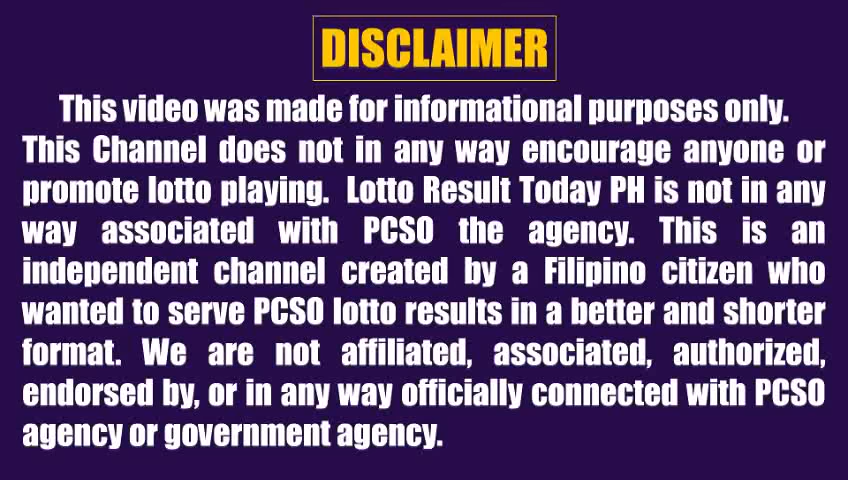 DISCLAIMER
This video was made for informational purposes only.
This Channel does not in any way encourage anyone or
promote lotto playing. Lotto Result Today PH is not in any
way associated with PCSO the agency. This is an
independent channel created by a Filipino citizen who
wanted to serve PCSO lotto results in a better and shorter
format. We are not affiliated, associated, authorized,
endorsed by, or in any way officially connected with PCSO
agency or government agency.